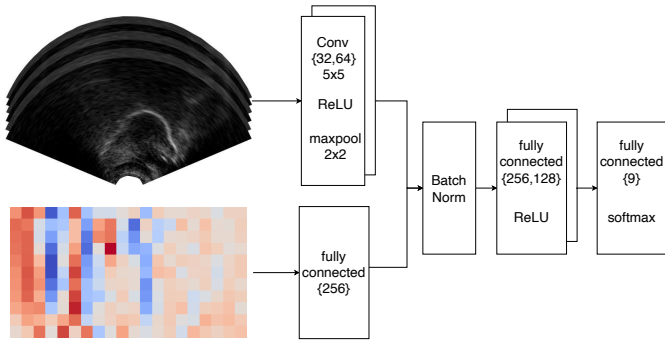 Conv
{32,64}
5x5
ReLU
maxpool
2x2
fully
connected
{256}
Batch
Norm
fully
connected
{256,128}
ReLU
fully
connected
{9}
softmax